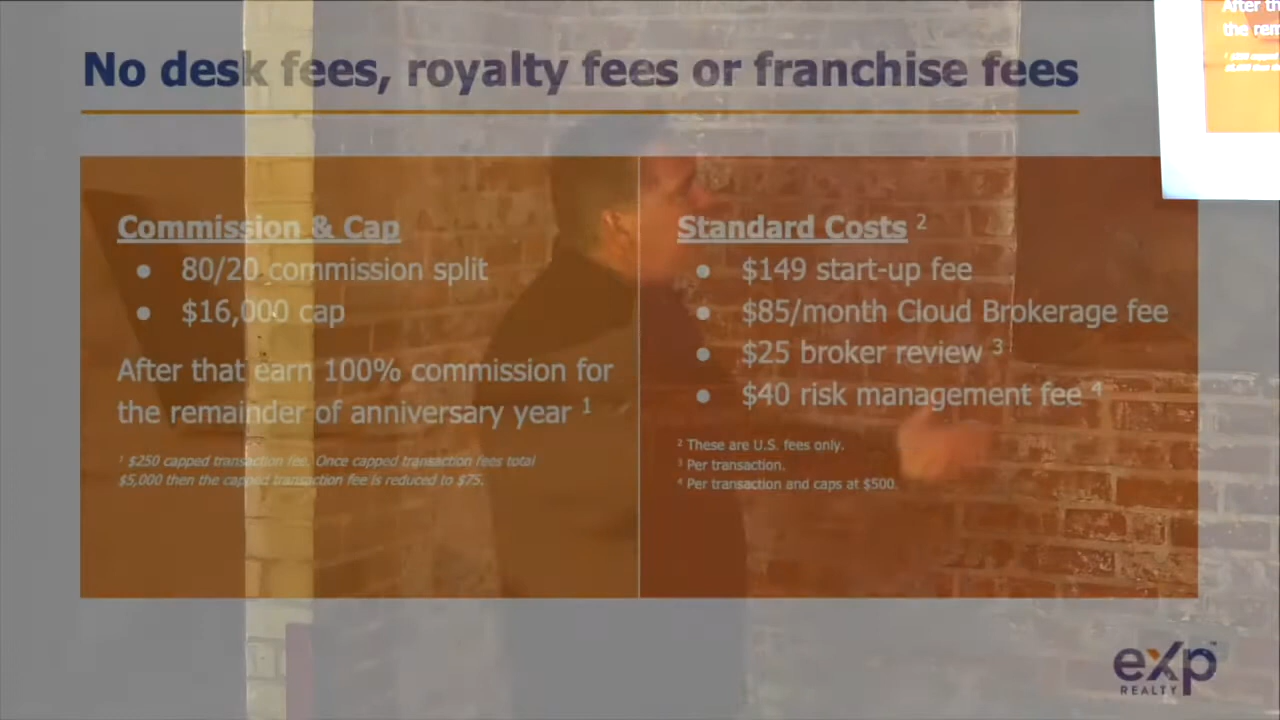 No desk fees, royalty fees or franchise fees
Commission & Cap
● 80/20 commission split
● $16,000 cap
After that earn 100% commission for
the remainder of anniversary year ¹
¹ $250 capped transaction fee. Once capped transaction fees total
$5,000 then the capped transaction fee is reduced to $75.
Standard Costs ²
● $149 start-up fee
● $85/month Cloud Brokerage fee
● $25 broker review ³
● $40 risk management fee ⁴
² These are U.S. fees only.
³ Per transaction.
⁴ Per transaction and caps at $500.
After th
the rem
eXp
REALTY